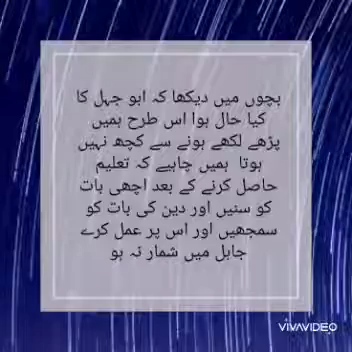 بچوں میں دیکھا کہ ابو جہل کا
کیا حال ہوا اس طرح ہمیں
پڑھے لکھے ہونے سے کچھ نہیں
ہوتا ہمیں چاہیے کہ تعلیم
حاصل کرنے کے بعد اچھی بات
کو سنیں اور دین کی بات کو
سمجھیں اور اس پر عمل کرے
جاہل میں شمار نہ ہو
VIVAVIDEO